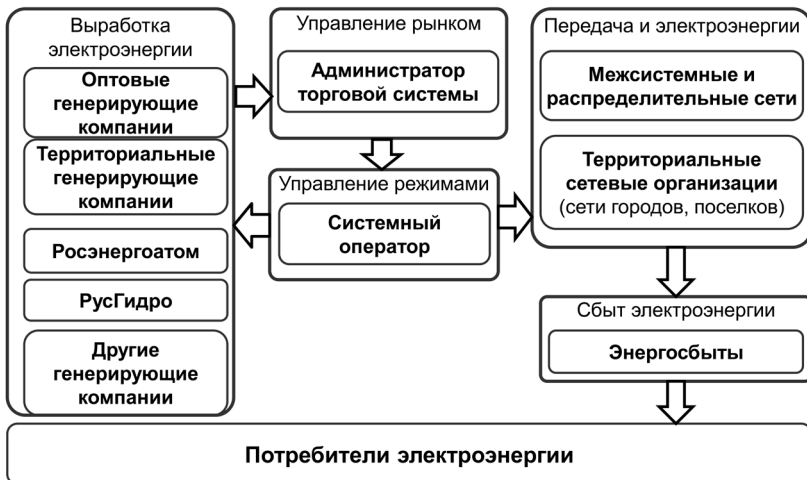 Выработка
электроэнергии
Оптовые
генерирующие
компании
Территориальные
генерирующие
компании
Росэнергоатом
РусГидро
Другие
генерирующие
компании
Управление рынком
Администратор
торговой системы
Управление режимами
Системный
оператор
Передача и электроэнергии
Межсистемные и
распределительные сети
Территориальные
сетевые организации
(сети городов, поселков)
Сбыт электроэнергии
Энергосбыты
Потребители электроэнергии